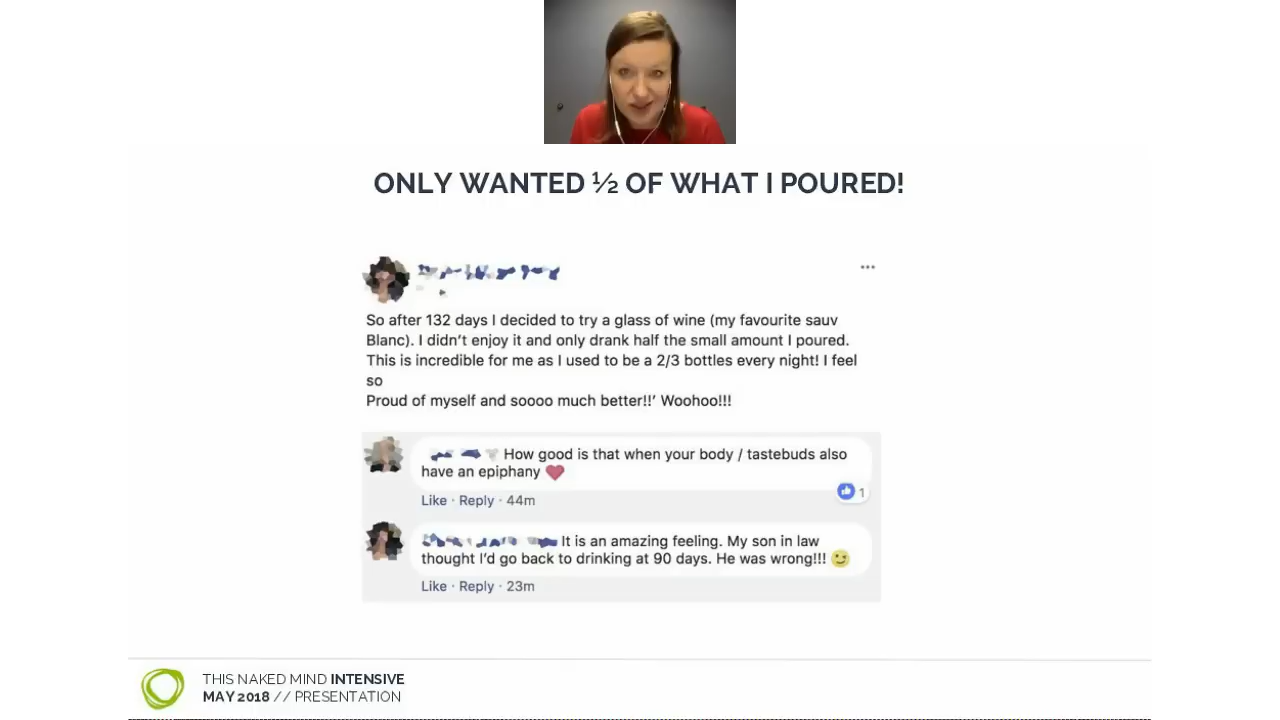 ONLY WANTED ½ OF WHAT I POURED!
So after 132 days I decided to try a glass of wine (my favourite sauv
Blanc). I didn't enjoy it and only drank half the small amount I poured.
This is incredible for me as I used to be a 2/3 bottles every night! I feel
so
Proud of myself and soooo much better!!' Woohoo!!!
How good is that when your body / tastebuds also
have an epiphany ❤
1
Like · Reply · 44m
It is an amazing feeling. My son in law
thought I'd go back to drinking at 90 days. He was wrong!!! 😉
Like · Reply · 23m
THIS NAKED MIND INTENSIVE
MAY 2018 // PRESENTATION